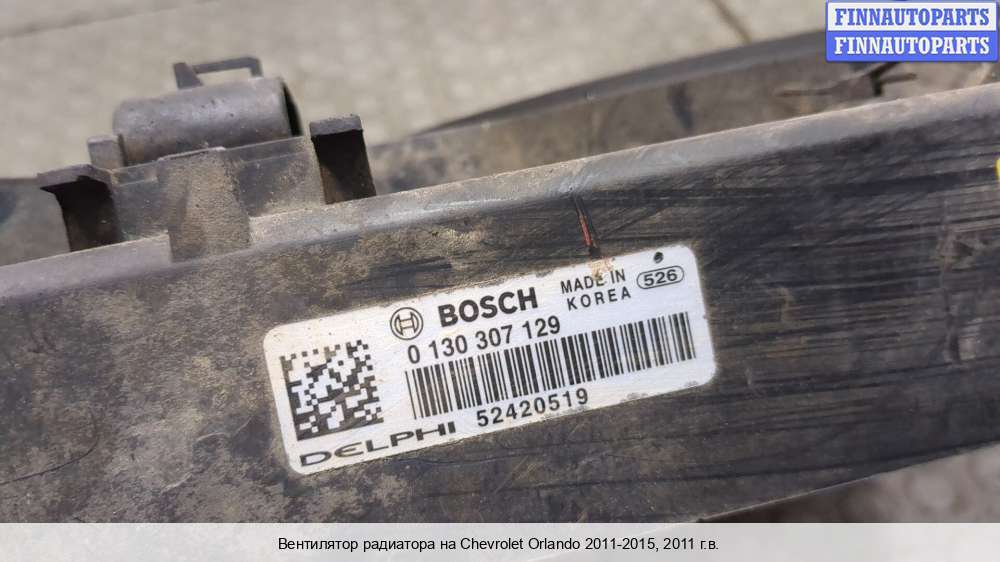 FINNAUTOPARTS
FINNAUTOPARTS
BOSCH
MADE IN
KOREA
526
0 130 307 129
DELPHI
52420519
Вентилятор радиатора на Chevrolet Orlando 2011-2015, 2011 г.в.